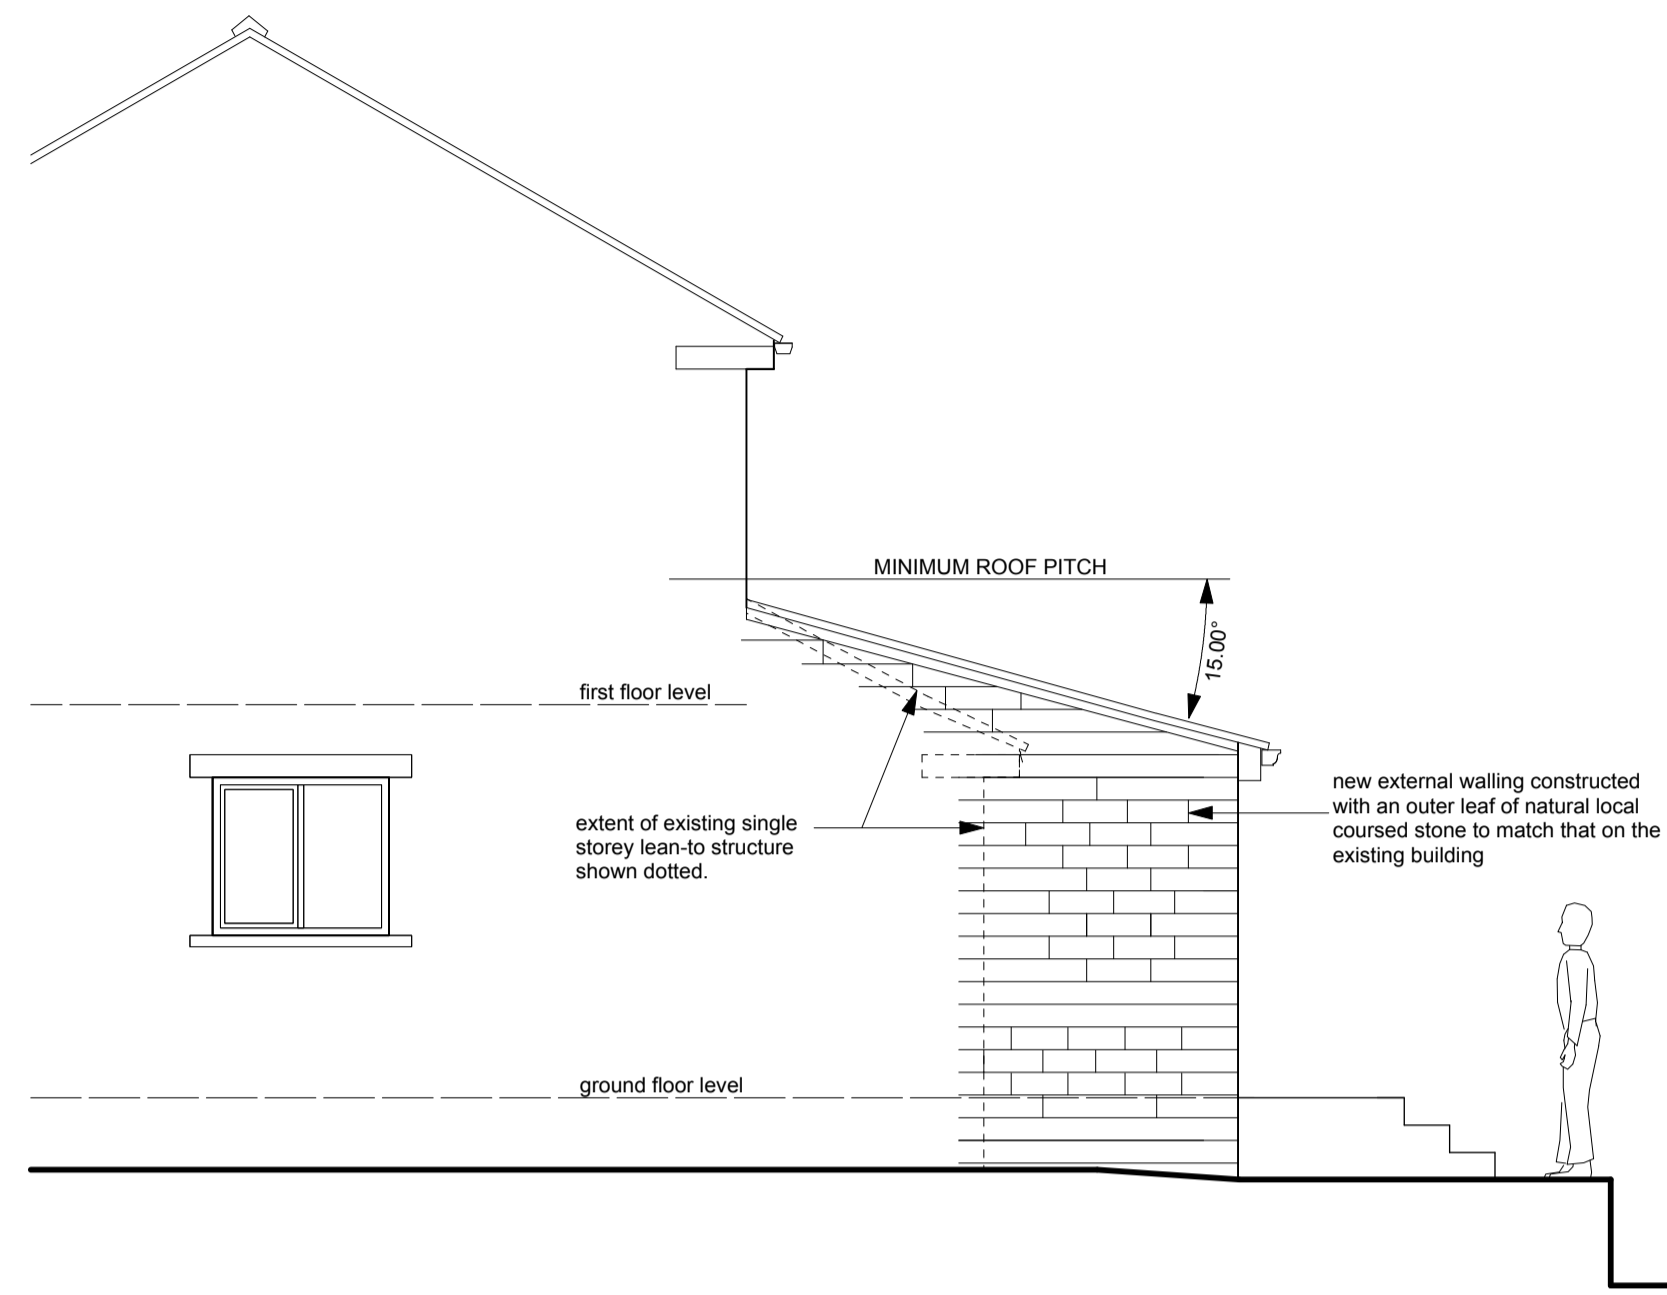 MINIMUM ROOF PITCH
15.00°
first floor level
extent of existing single
storey lean-to structure
shown dotted.
new external walling constructed
with an outer leaf of natural local
coursed stone to match that on the
existing building
ground floor level